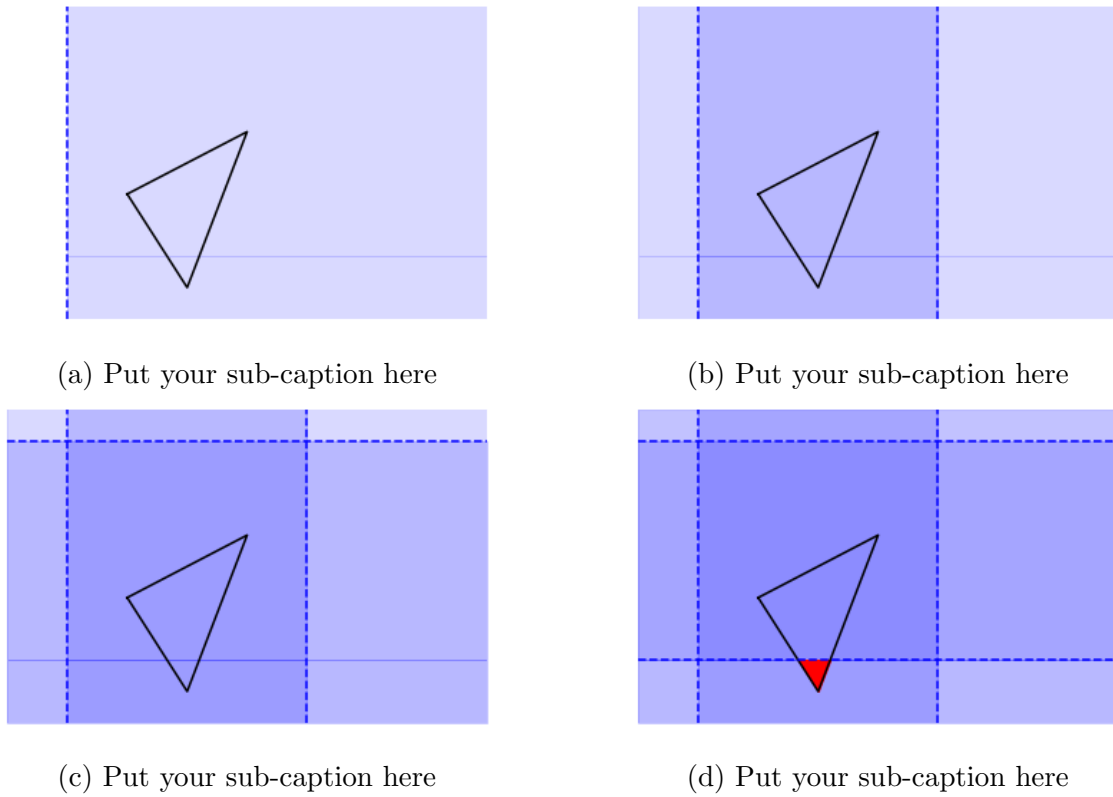 (a) Put your sub-caption here
(b) Put your sub-caption here
(c) Put your sub-caption here
(d) Put your sub-caption here